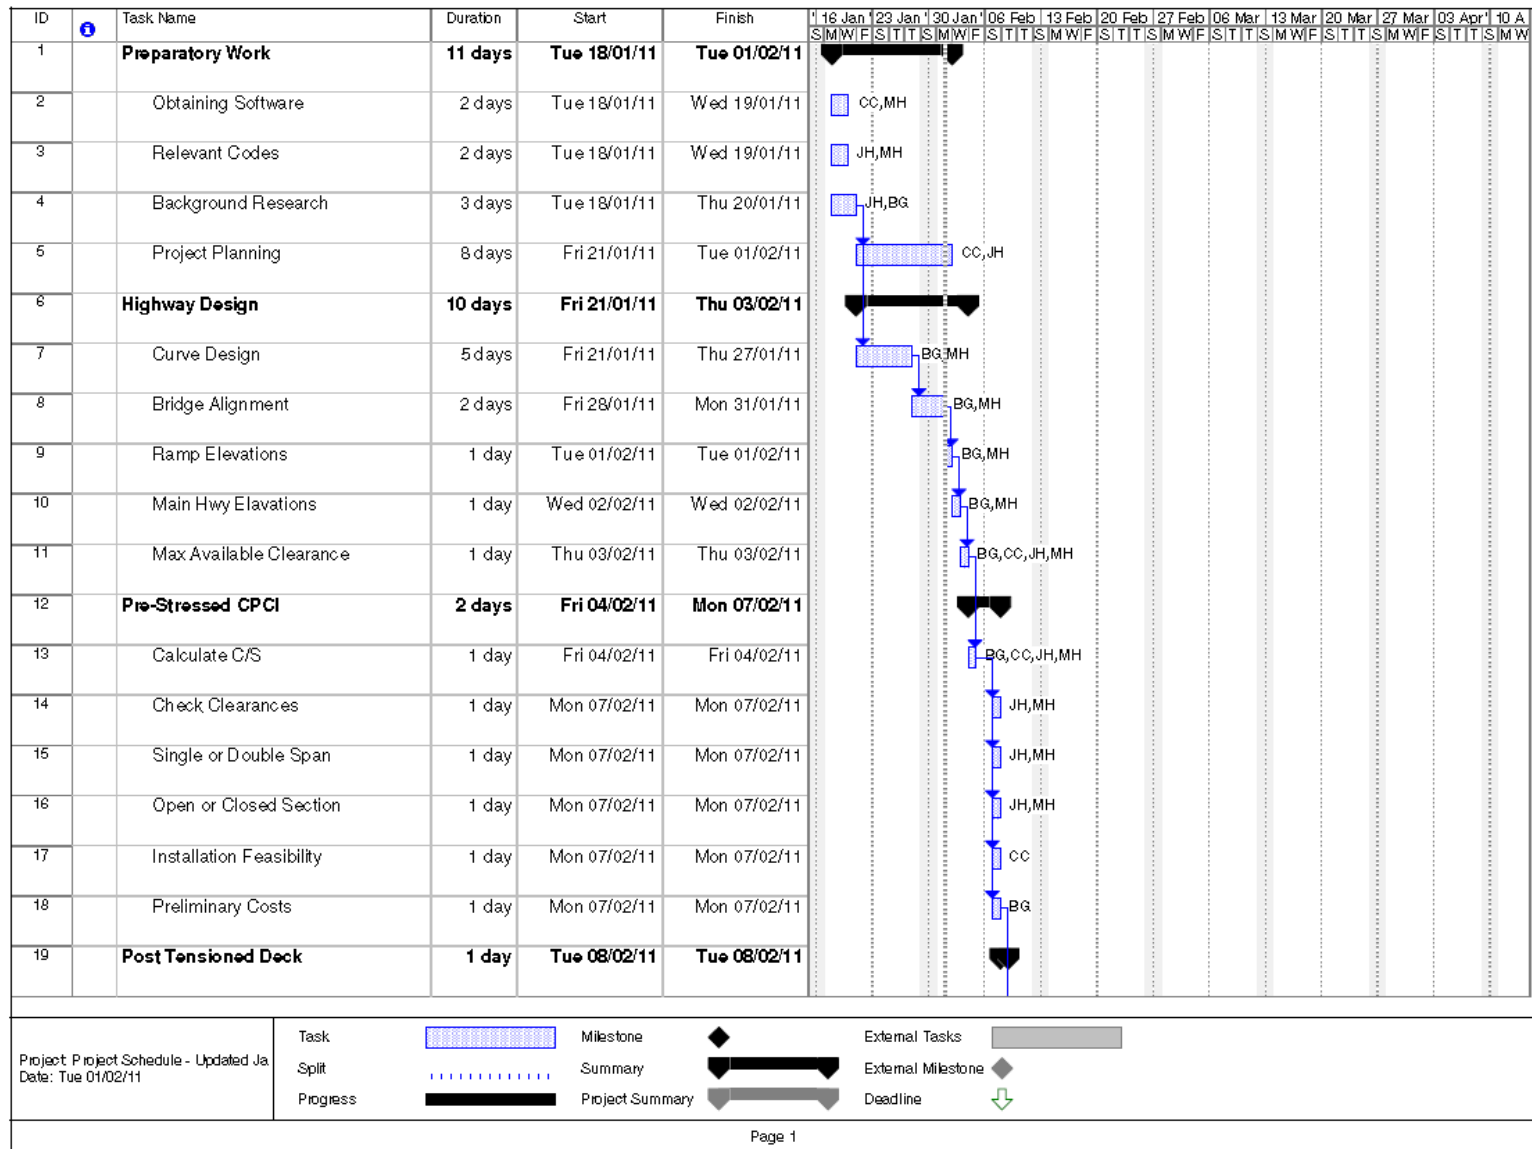 ID Task Name Duration Start Finish ' 16 Jan ' 23 Jan ' 30 Jan ' 06 Feb 13 Feb 20 Feb 27 Feb 06 Mar 13 Mar 20 Mar 27 Mar 03 Apr ' 10 A
S M W F S T T S M W F S T T S M W F S T T S M W F S T T S M W F S T T S M W
1 Preparatory Work 11 days Tue 18/01/11 Tue 01/02/11
2 Obtaining Software 2 days Tue 18/01/11 Wed 19/01/11 CC,MH
3 Relevant Codes 2 days Tue 18/01/11 Wed 19/01/11 JH,MH
4 Background Research 3 days Tue 18/01/11 Thu 20/01/11 JH,BG
5 Project Planning 8 days Fri 21/01/11 Tue 01/02/11 CC,JH
6 Highway Design 10 days Fri 21/01/11 Thu 03/02/11
7 Curve Design 5 days Fri 21/01/11 Thu 27/01/11 BG,MH
8 Bridge Alignment 2 days Fri 28/01/11 Mon 31/01/11 BG,MH
9 Ramp Elevations 1 day Tue 01/02/11 Tue 01/02/11 BG,MH
10 Main Hwy Elavations 1 day Wed 02/02/11 Wed 02/02/11 BG,MH
11 Max Available Clearance 1 day Thu 03/02/11 Thu 03/02/11 BG,CC,JH,MH
12 Pre-Stressed CPCI 2 days Fri 04/02/11 Mon 07/02/11
13 Calculate C/S 1 day Fri 04/02/11 Fri 04/02/11 BG,CC,JH,MH
14 Check Clearances 1 day Mon 07/02/11 Mon 07/02/11 JH,MH
15 Single or Double Span 1 day Mon 07/02/11 Mon 07/02/11 JH,MH
16 Open or Closed Section 1 day Mon 07/02/11 Mon 07/02/11 JH,MH
17 Installation Feasibility 1 day Mon 07/02/11 Mon 07/02/11 CC
18 Preliminary Costs 1 day Mon 07/02/11 Mon 07/02/11 BG
19 Post Tensioned Deck 1 day Tue 08/02/11 Tue 08/02/11
Project: Project Schedule - Updated Ja
Date: Tue 01/02/11
Task Milestone External Tasks
Split Summary External Milestone
Progress Project Summary Deadline
Page 1